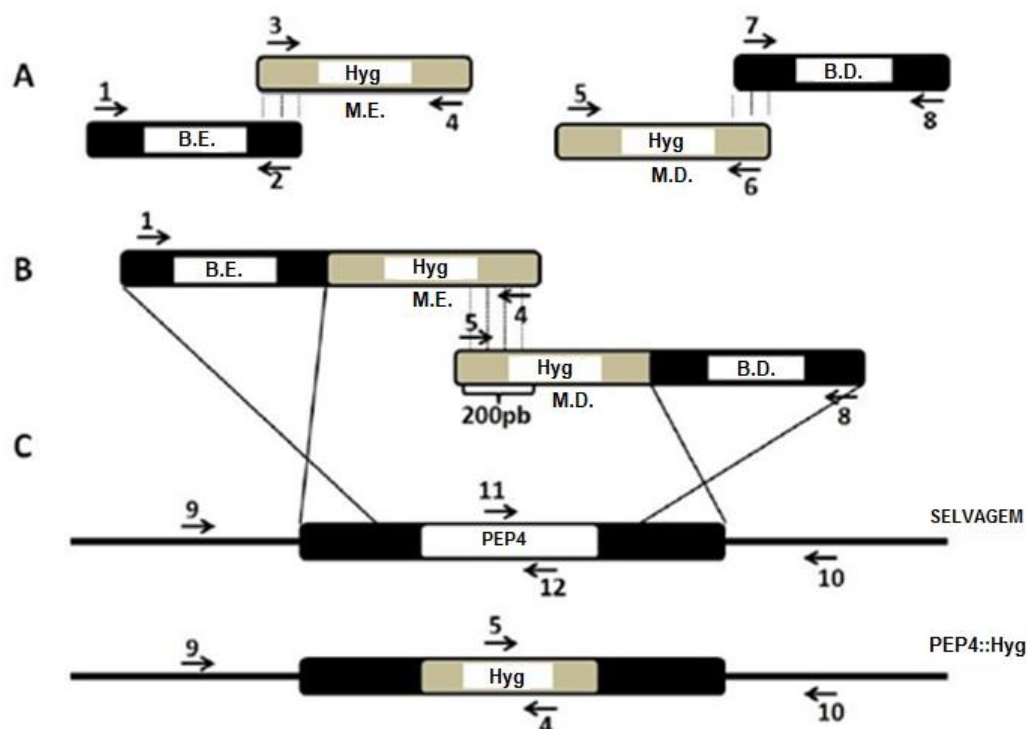 A
3
Hyg
M.E.
4
1
B.E.
2
7
B.D.
8
5
Hyg
M.D.
6
B
1
B.E.
Hyg
M.E.
4
5
Hyg
M.D.
200pb
B.D.
8
C
9
11
PEP4
12
10
SELVAGEM
9
5
Hyg
4
10
PEP4::Hyg